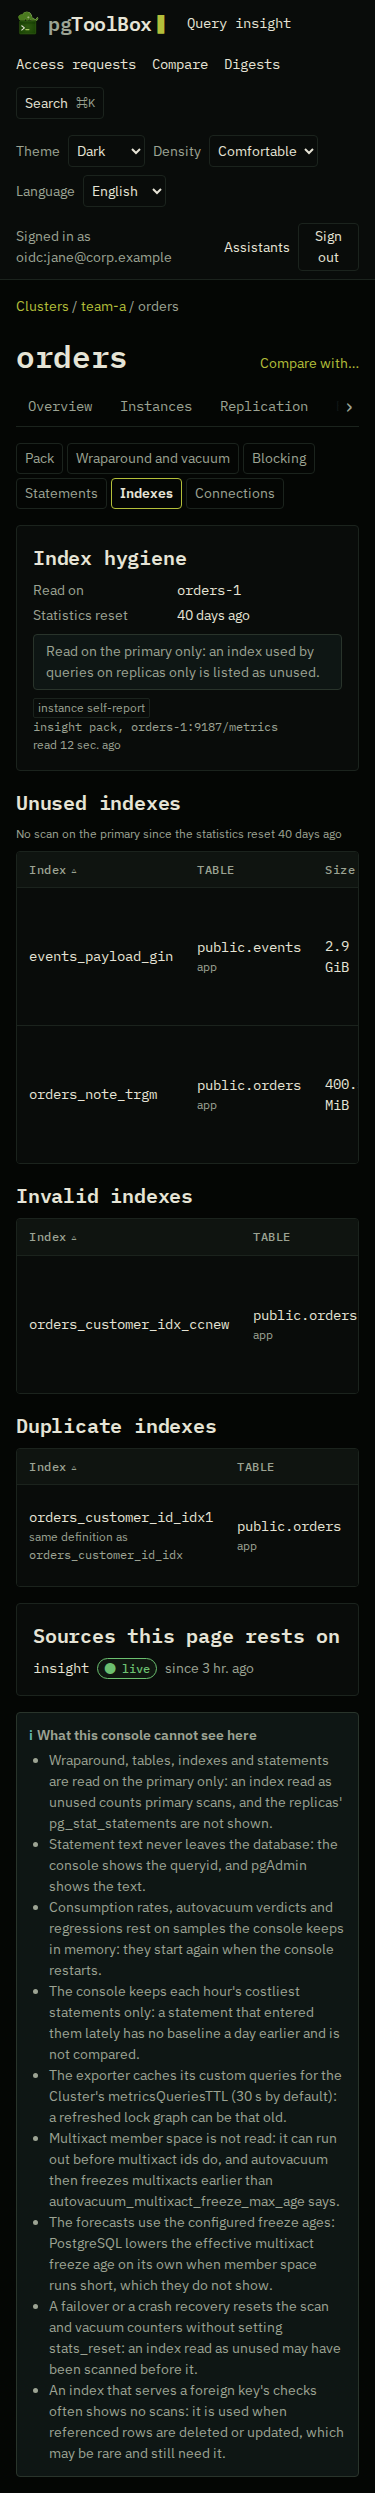 pgToolBox Query insight
Access requests Compare Digests
Search ⌘K
Theme Dark Density Comfortable
Language English
Signed in as
oidc:jane@corp.example
Assistants
Sign
out
Clusters / team-a / orders
orders
Compare with…
Overview Instances Replication ›
Pack Wraparound and vacuum Blocking
Statements Indexes Connections
Index hygiene
Read on orders-1
Statistics reset 40 days ago
Read on the primary only: an index used by
queries on replicas only is listed as unused.
instance self-report
insight pack, orders-1:9187/metrics
read 12 sec. ago
Unused indexes
No scan on the primary since the statistics reset 40 days ago
Index TABLE Size
events_payload_gin
public.events
app
2.9
GiB
orders_note_trgm
public.orders
app
400.
MiB
Invalid indexes
Index TABLE
orders_customer_idx_ccnew
public.orders
app
Duplicate indexes
Index TABLE
orders_customer_id_idx1
same definition as
orders_customer_id_idx
public.orders
app
Sources this page rests on
insight live since 3 hr. ago
i What this console cannot see here
• Wraparound, tables, indexes and statements
are read on the primary only: an index read as
unused counts primary scans, and the replicas'
pg_stat_statements are not shown.
• Statement text never leaves the database: the
console shows the queryid, and pgAdmin
shows the text.
• Consumption rates, autovacuum verdicts and
regressions rest on samples the console keeps
in memory: they start again when the console
restarts.
• The console keeps each hour's costliest
statements only: a statement that entered
them lately has no baseline a day earlier and is
not compared.
• The exporter caches its custom queries for the
Cluster's metricsQueriesTTL (30 s by default):
a refreshed lock graph can be that old.
• Multixact member space is not read: it can run
out before multixact ids do, and autovacuum
then freezes multixacts earlier than
autovacuum_multixact_freeze_max_age says.
• The forecasts use the configured freeze ages:
PostgreSQL lowers the effective multixact
freeze age on its own when member space
runs short, which they do not show.
• A failover or a crash recovery resets the scan
and vacuum counters without setting
stats_reset: an index read as unused may have
been scanned before it.
• An index that serves a foreign key's checks
often shows no scans: it is used when
referenced rows are deleted or updated, which
may be rare and still need it.